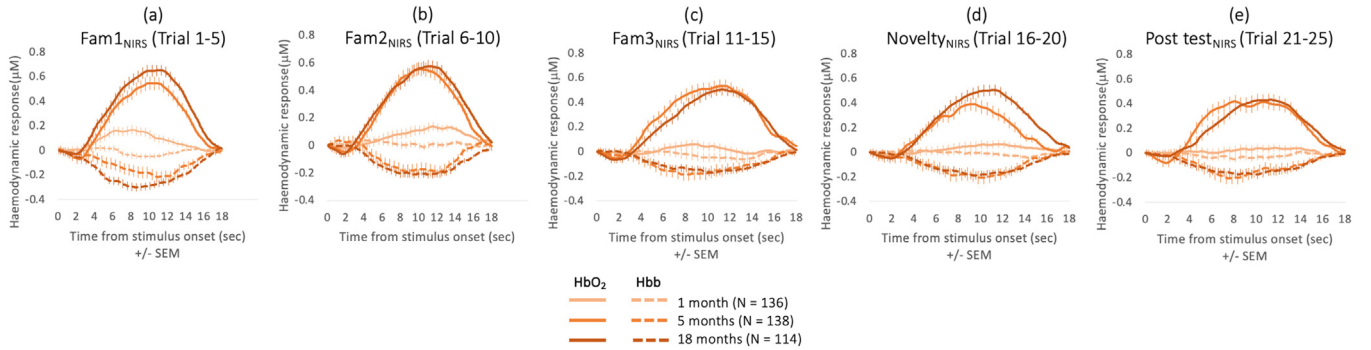 (a)
Fam1NIRS (Trial 1-5)
Haemodynamic response(μM)
0.8
0.6
0.4
0.2
0
-0.2
-0.4
0 2 4 6 8 10 12 14 16 18
Time from stimulus onset (sec)
+/- SEM
(b)
Fam2NIRS (Trial 6-10)
Haemodynamic response(μM)
0.8
0.6
0.4
0.2
0
-0.2
-0.4
0 2 4 6 8 10 12 14 16 18
Time from stimulus onset (sec)
+/- SEM
(c)
Fam3NIRS (Trial 11-15)
Haemodynamic response(μM)
0.8
0.6
0.4
0.2
0
-0.2
-0.4
0 2 4 6 8 10 12 14 16 18
Time from stimulus onset (sec)
+/- SEM
(d)
NoveltyNIRS (Trial 16-20)
Haemodynamic response(μM)
0.8
0.6
0.4
0.2
0
-0.2
-0.4
0 2 4 6 8 10 12 14 16 18
Time from stimulus onset (sec)
+/- SEM
(e)
Post testNIRS (Trial 21-25)
Haemodynamic response(μM)
0.8
0.6
0.4
0.2
0
-0.2
-0.4
0 2 4 6 8 10 12 14 16 18
Time from stimulus onset (sec)
+/- SEM
HbO₂ Hbb
1 month (N = 136)
5 months (N = 138)
18 months (N = 114)